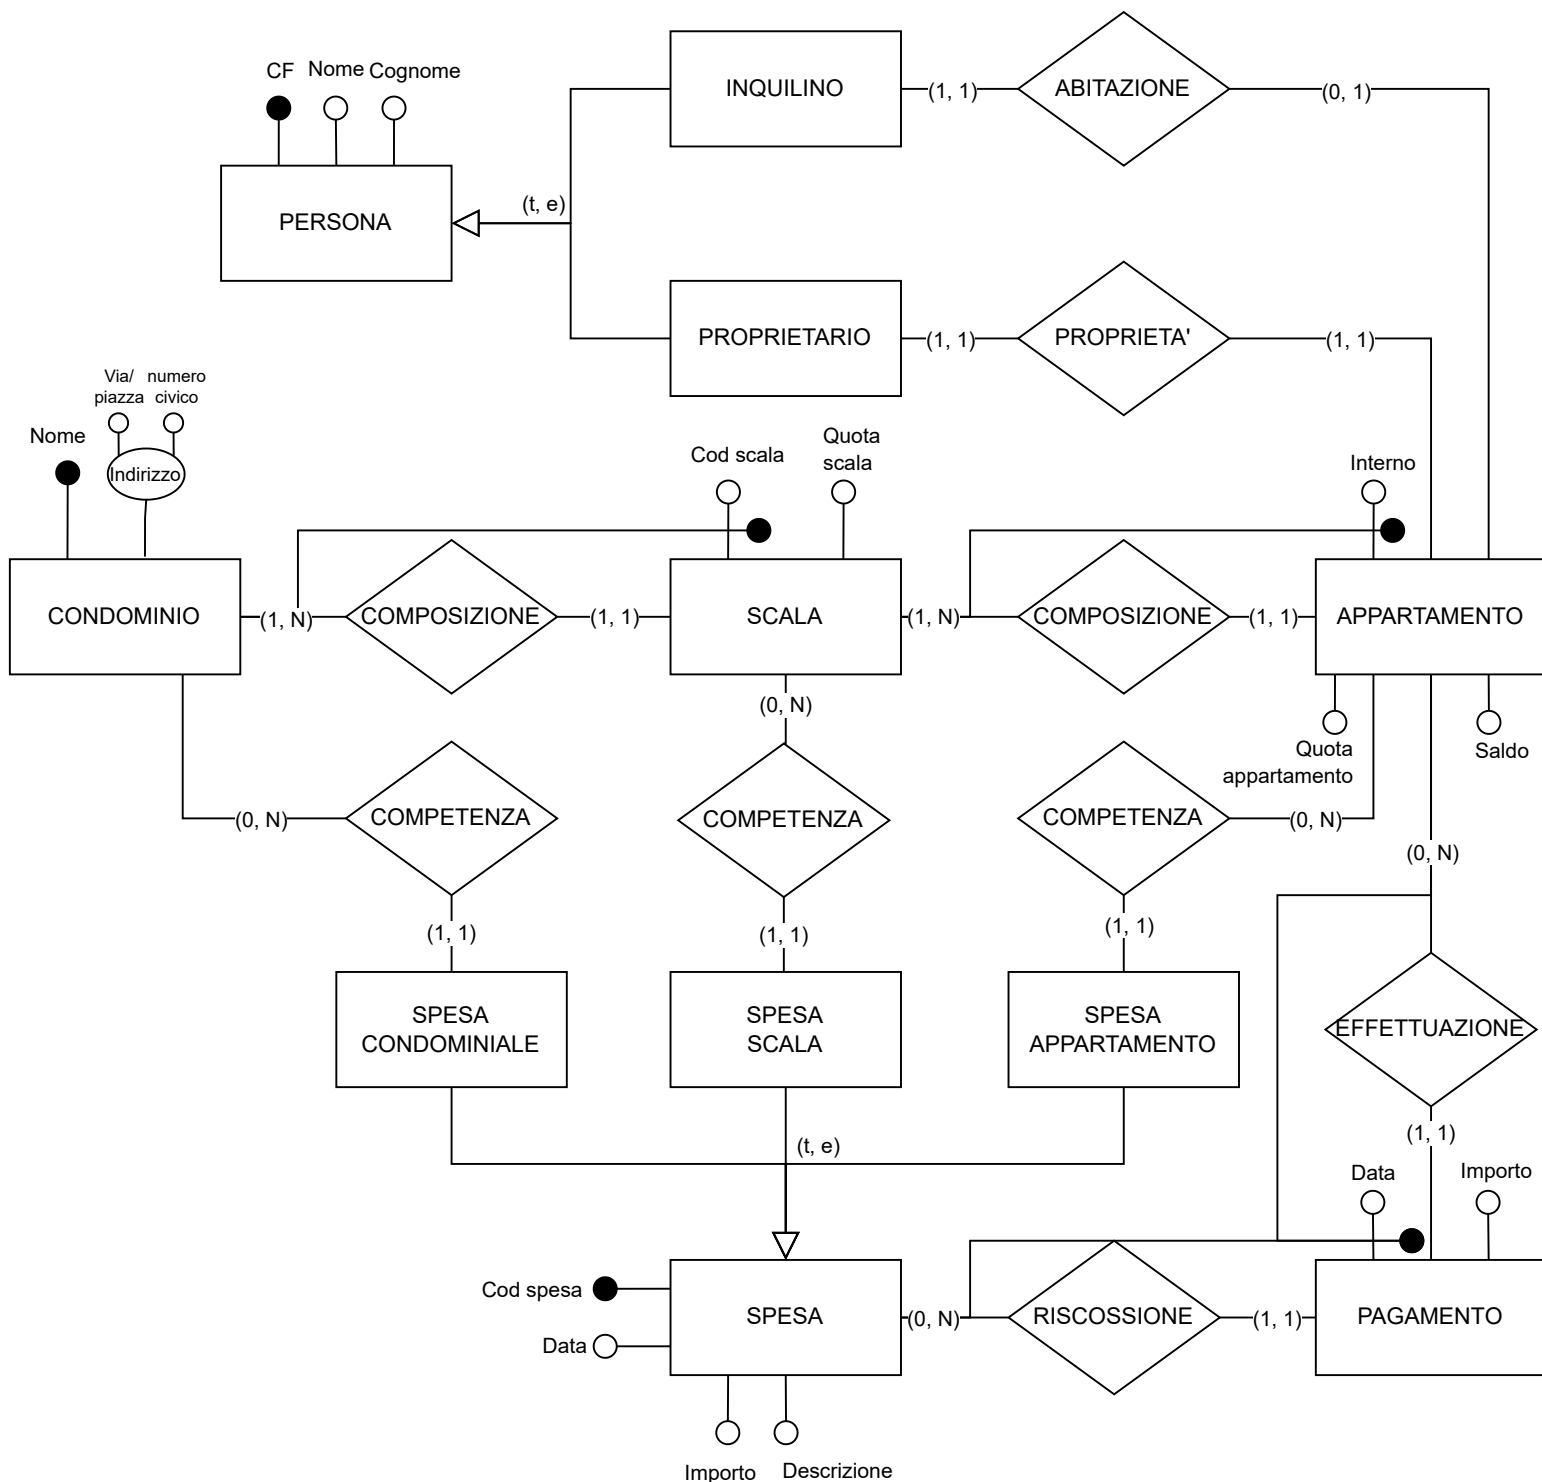 INQUILINO
(1, 1)
ABITAZIONE
(0, 1)
CF
Nome
Cognome
PERSONA
(t, e)
PROPRIETARIO
(1, 1)
PROPRIETA'
(1, 1)
Via/
piazza
numero
civico
Nome
Indirizzo
Cod scala
Quota
scala
Interno
CONDOMINIO
(1, N)
COMPOSIZIONE
(1, 1)
SCALA
(1, N)
COMPOSIZIONE
(1, 1)
APPARTAMENTO
(0, N)
Quota
appartamento
Saldo
(0, N)
COMPETENZA
COMPETENZA
COMPETENZA
(0, N)
(0, N)
(1, 1)
(1, 1)
(1, 1)
SPESA
CONDOMINIALE
SPESA
SCALA
SPESA
APPARTAMENTO
EFFETTUAZIONE
(1, 1)
(t, e)
Data
Importo
Cod spesa
Data
SPESA
(0, N)
RISCOSSIONE
(1, 1)
PAGAMENTO
Importo
Descrizione